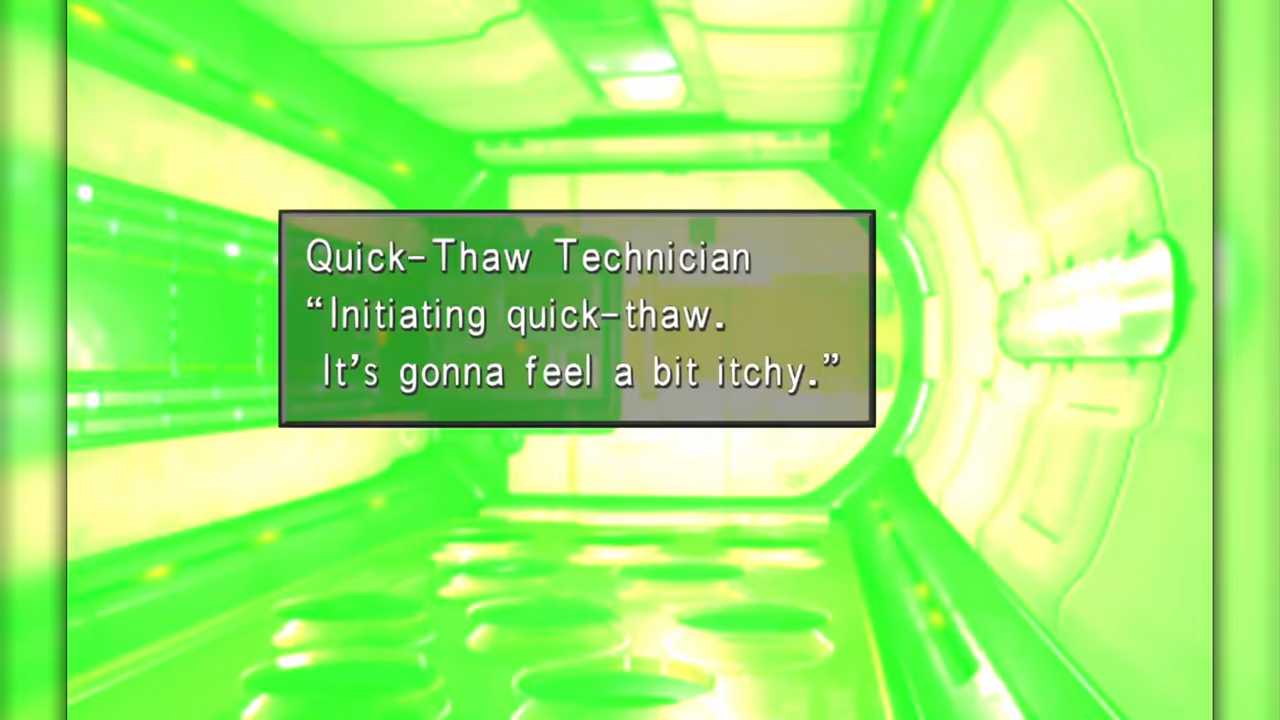 Quick-Thaw Technician
“Initiating quick-thaw.
It’s gonna feel a bit itchy.”